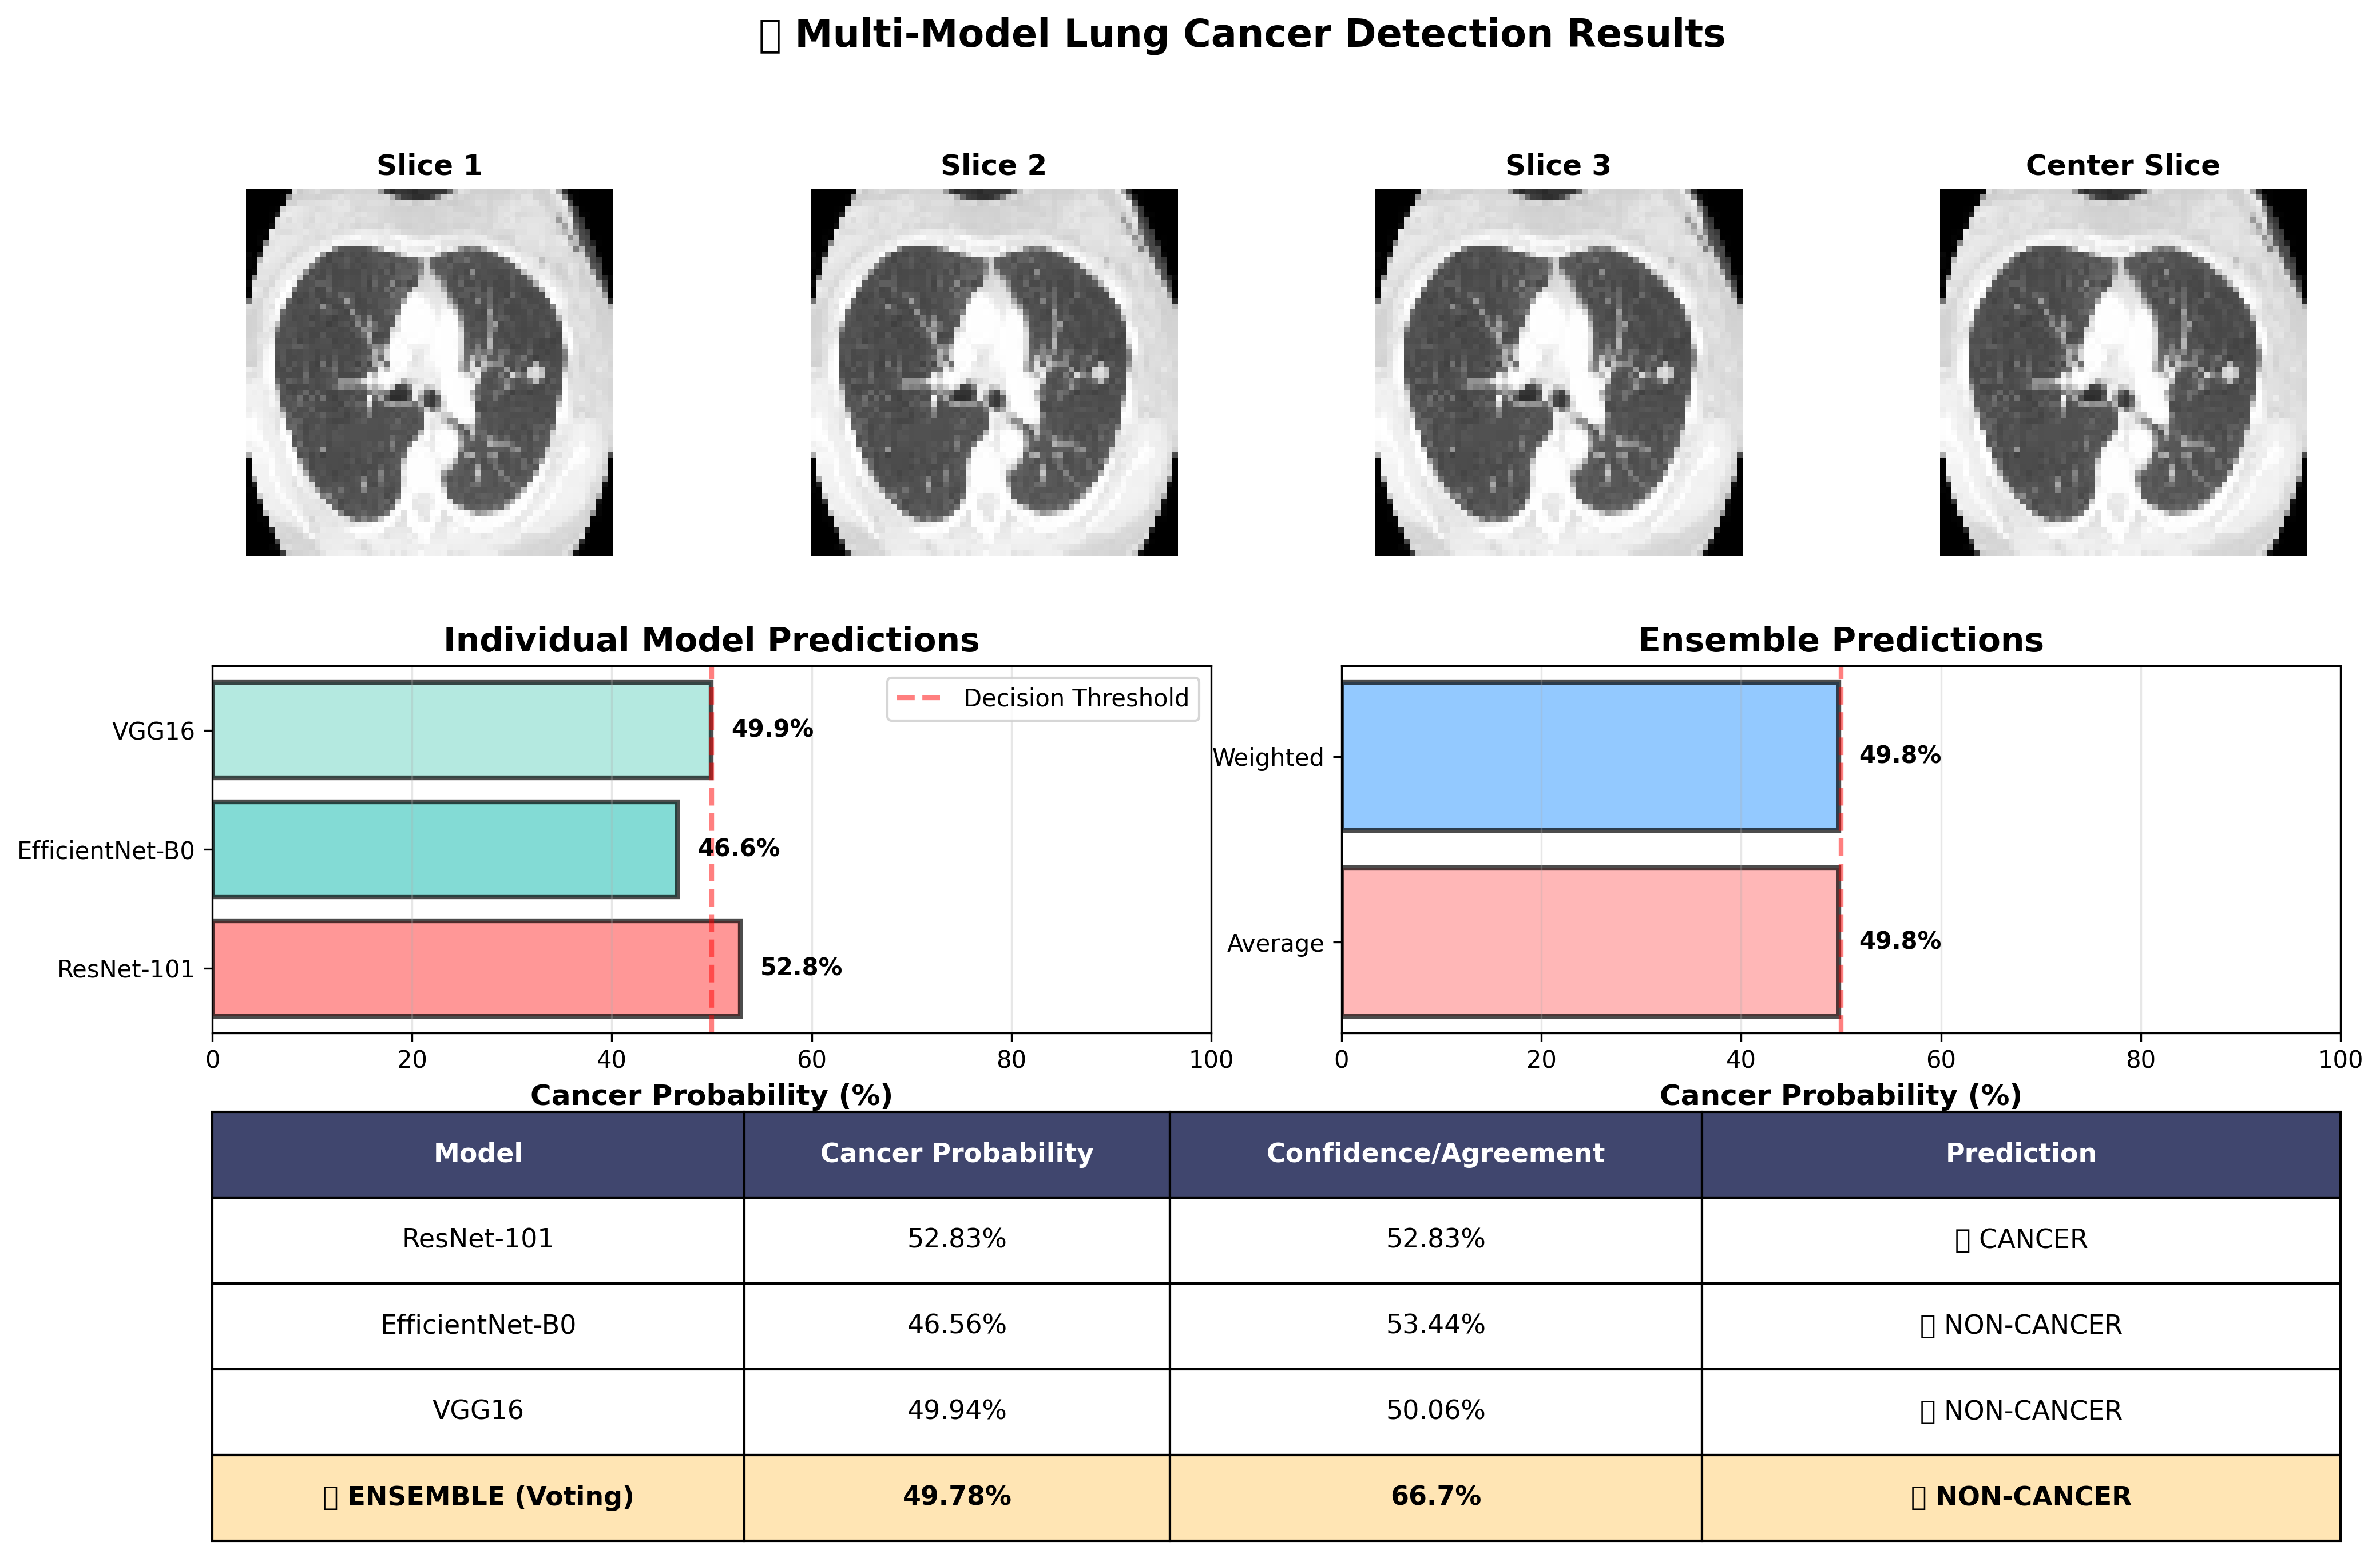 ▯ Multi-Model Lung Cancer Detection Results
Slice 1
Slice 2
Slice 3
Center Slice
Individual Model Predictions
VGG16
EfficientNet-B0
ResNet-101
49.9%
46.6%
52.8%
Decision Threshold
0 20 40 60 80 100
Cancer Probability (%)
Ensemble Predictions
Weighted
Average
49.8%
49.8%
0 20 40 60 80 100
Cancer Probability (%)
Model Cancer Probability Confidence/Agreement Prediction
ResNet-101 52.83% 52.83% ▯ CANCER
EfficientNet-B0 46.56% 53.44% ▯ NON-CANCER
VGG16 49.94% 50.06% ▯ NON-CANCER
▯ ENSEMBLE (Voting) 49.78% 66.7% ▯ NON-CANCER